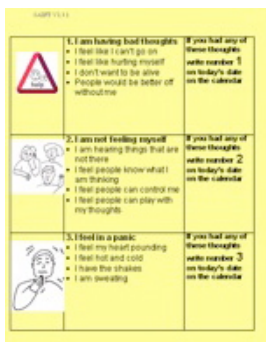 1. I am having bad thoughts
I feel like I can't go on
I feel like hurting myself
I don't want to be alive
People would be better off
without me
If you had any of
these thoughts
write number 1
on today's date
on the calendar
help
2. I am not feeling myself
I am hearing things that are
not there
I feel people know what I
am thinking
I feel people can control me
I feel people can play with
my thoughts
If you had any of
these thoughts
write number 2
on today's date
on the calendar
3. I feel in a panic
I feel my heart pounding
I feel hot and cold
I have the shakes
I am sweating
If you had any of
these thoughts
write number 3
on today's date
on the calendar